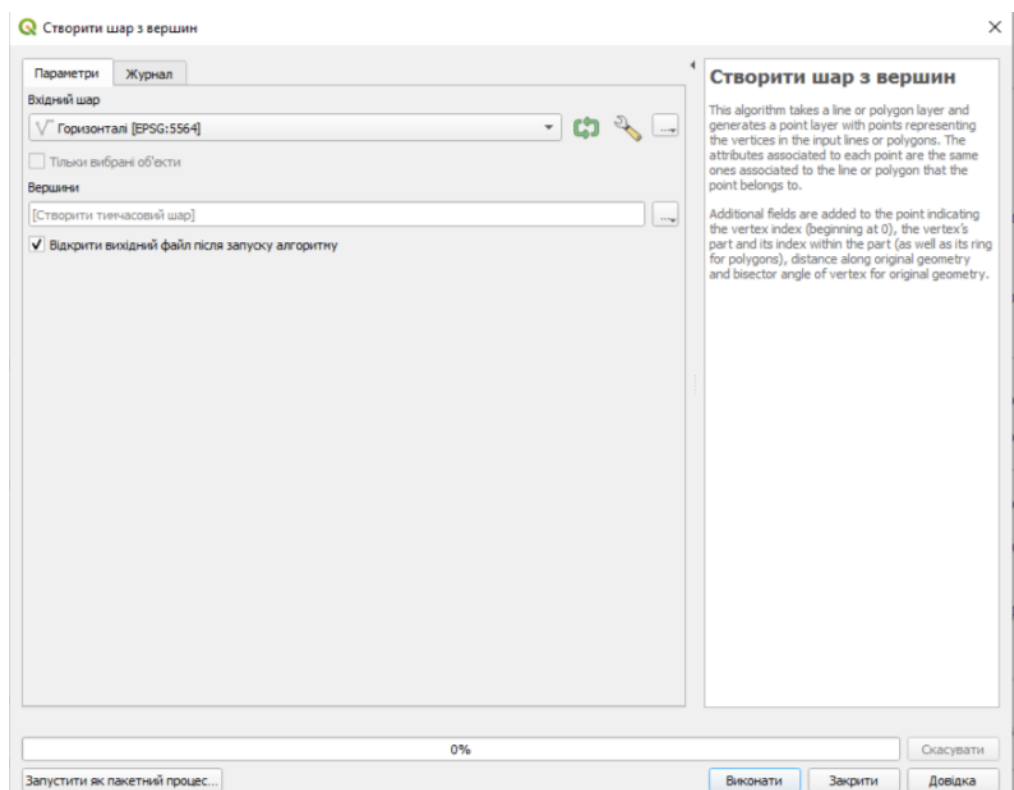 Створити шар з вершин
Параметри
Журнал
Вхідний шар
Горизонталі [EPSG:5564]
Тільки вибрані об'єкти
Вершини
[Створити тимчасовий шар]
Відкрити вихідний файл після запуску алгоритму
Створити шар з вершин
This algorithm takes a line or polygon layer and
generates a point layer with points representing
the vertices in the input lines or polygons. The
attributes associated to each point are the same
ones associated to the line or polygon that the
point belongs to.
Additional fields are added to the point indicating
the vertex index (beginning at 0), the vertex's
part and its index within the part (as well as its ring
for polygons), distance along original geometry
and bisector angle of vertex for original geometry.
0%
Скасувати
Запустити як пакетний процес...
Виконати
Закрити
Довідка